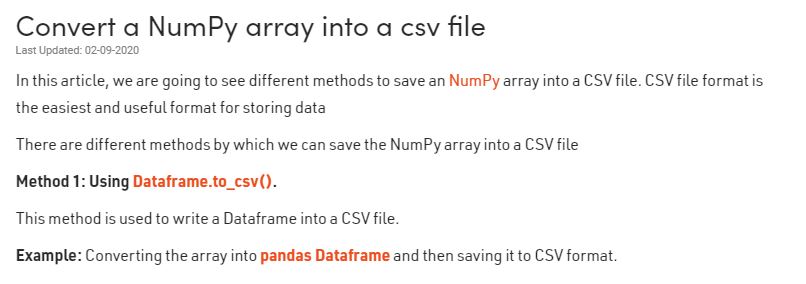 Convert a NumPy array into a csv file
Last Updated: 02-09-2020
In this article, we are going to see different methods to save an NumPy array into a CSV file. CSV file format is
the easiest and useful format for storing data
There are different methods by which we can save the NumPy array into a CSV file
Method 1: Using Dataframe.to_csv().
This method is used to write a Dataframe into a CSV file.
Example: Converting the array into pandas Dataframe and then saving it to CSV format.